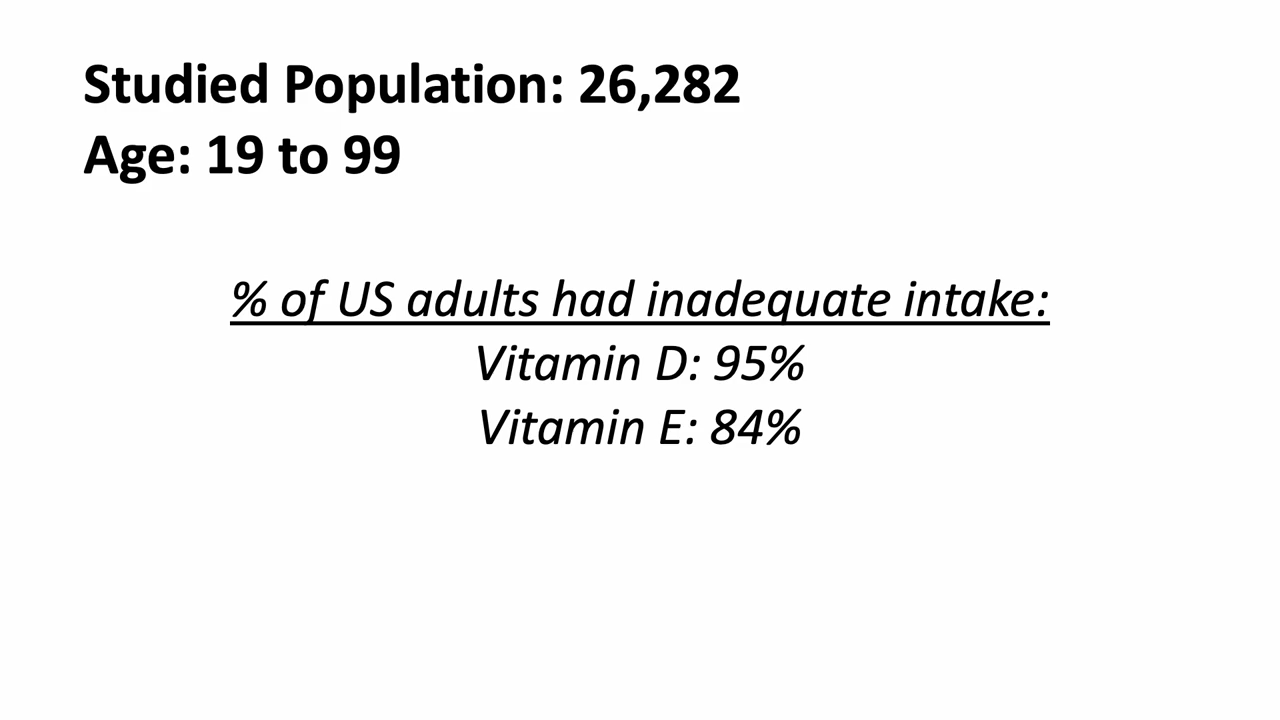 Studied Population: 26,282
Age: 19 to 99
% of US adults had inadequate intake:
Vitamin D: 95%
Vitamin E: 84%